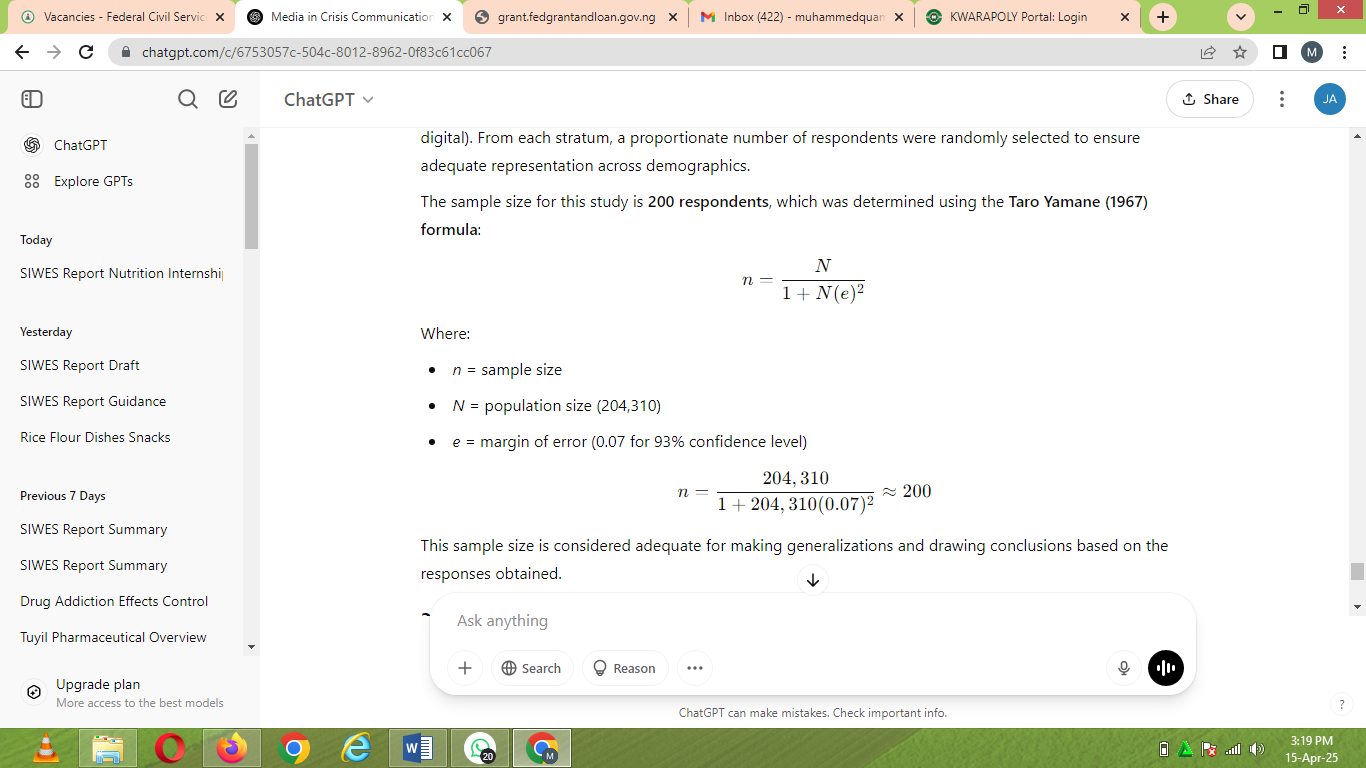 Vacancies - Federal Civil Servic
Media in Crisis Communication
grant.fedgrantandloan.gov.ng
Inbox (422) - muhammedquan
KWARAPOLY Portal: Login
chatgpt.com/c/6753057c-504c-8012-8962-0f83c61cc067
M
ChatGPT
Share
JA
ChatGPT
Explore GPTs
Today
SIWES Report Nutrition Internship
Yesterday
SIWES Report Draft
SIWES Report Guidance
Rice Flour Dishes Snacks
Previous 7 Days
SIWES Report Summary
SIWES Report Summary
Drug Addiction Effects Control
Tuyil Pharmaceutical Overview
Upgrade plan
More access to the best models
digital). From each stratum, a proportionate number of respondents were randomly selected to ensure
adequate representation across demographics.
The sample size for this study is 200 respondents, which was determined using the Taro Yamane (1967)
formula:
n = N / 1 + N(e)²
Where:
• n = sample size
• N = population size (204,310)
• e = margin of error (0.07 for 93% confidence level)
n = 204,310 / 1 + 204,310(0.07)² ≈ 200
This sample size is considered adequate for making generalizations and drawing conclusions based on the
responses obtained.
Ask anything
Search
Reason
ChatGPT can make mistakes. Check important info.
?
20
M
3:19 PM
15-Apr-25